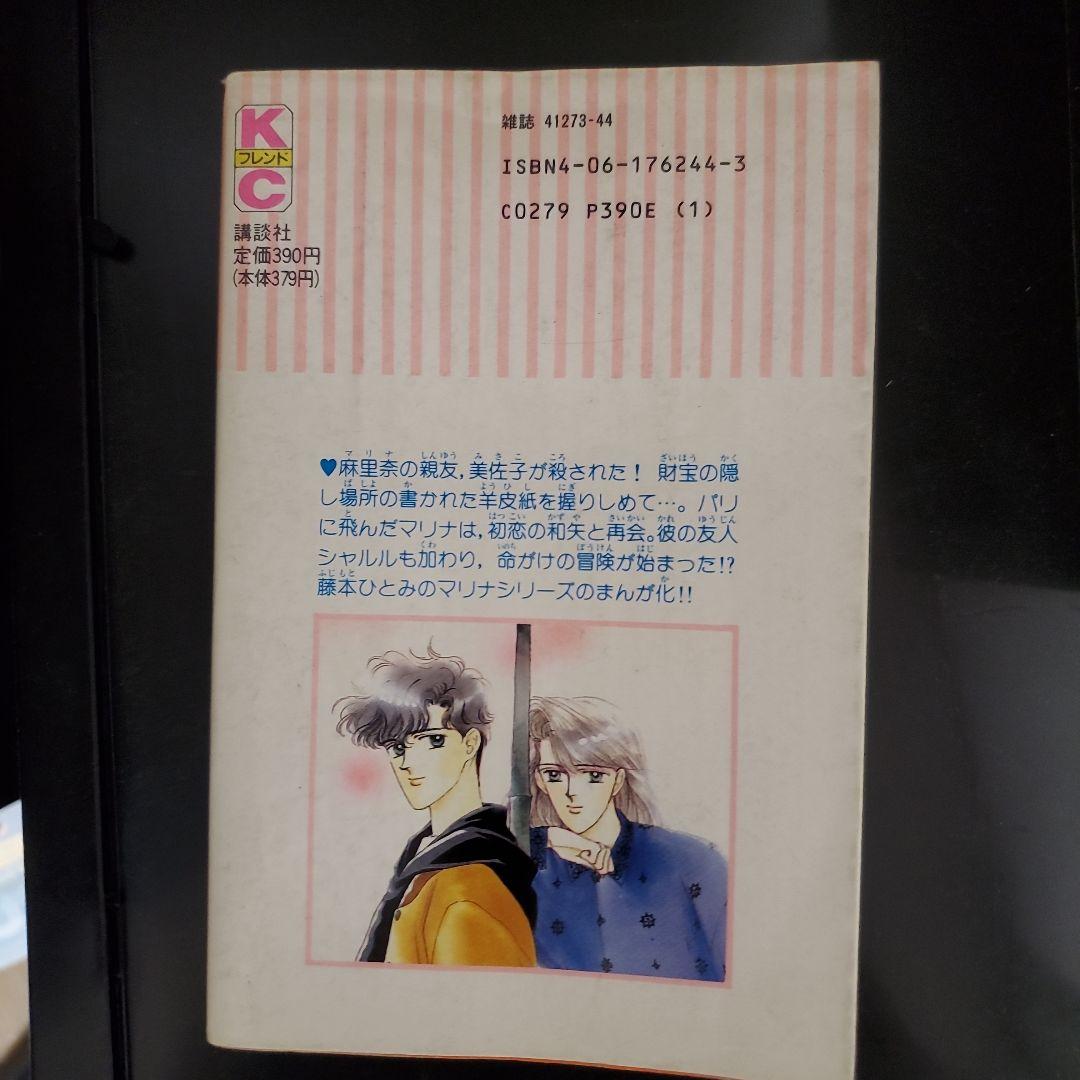 K
フレンド
C
講談社
定価390円
(本体379円)
雑誌 41273-44
ISBN4-06-176244-3
C0279 P390E (1)
♥麻里奈の親友,美佐子が殺された! 財宝の隠
し場所の書かれた羊皮紙を握りしめて…。パリ
に飛んだマリナは,初恋の和矢と再会。彼の友人
シャルルも加わり,命がけの冒険が始まった!?
藤本ひとみのマリナシリーズのまんが化!!